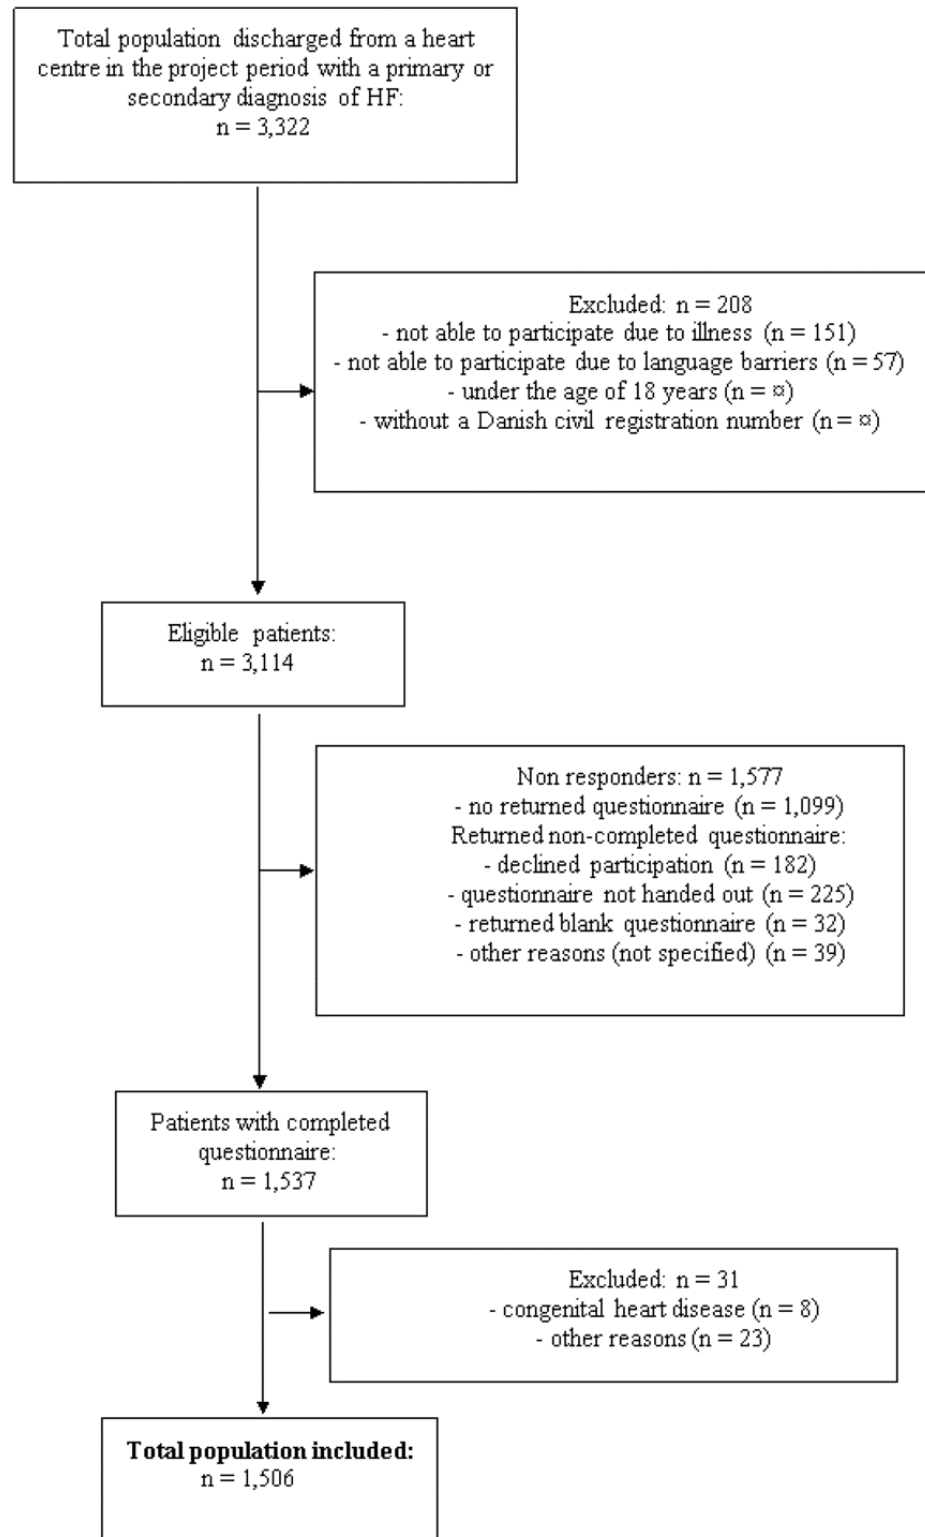 Total population discharged from a heart
centre in the project period with a primary or
secondary diagnosis of HF:
n = 3,322
Excluded: n = 208
- not able to participate due to illness (n = 151)
- not able to participate due to language barriers (n = 57)
- under the age of 18 years (n = ¤)
- without a Danish civil registration number (n = ¤)
Eligible patients:
n = 3,114
Non responders: n = 1,577
- no returned questionnaire (n = 1,099)
Returned non-completed questionnaire:
- declined participation (n = 182)
- questionnaire not handed out (n = 225)
- returned blank questionnaire (n = 32)
- other reasons (not specified) (n = 39)
Patients with completed
questionnaire:
n = 1,537
Excluded: n = 31
- congenital heart disease (n = 8)
- other reasons (n = 23)
Total population included:
n = 1,506